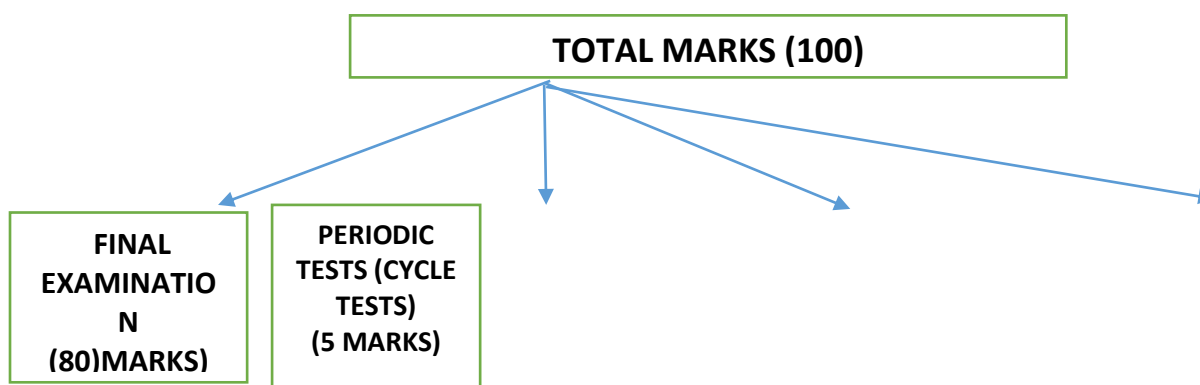 TOTAL MARKS (100)
FINAL
EXAMINATIO
N
(80)MARKS)
PERIODIC
TESTS (CYCLE
TESTS)
(5 MARKS)